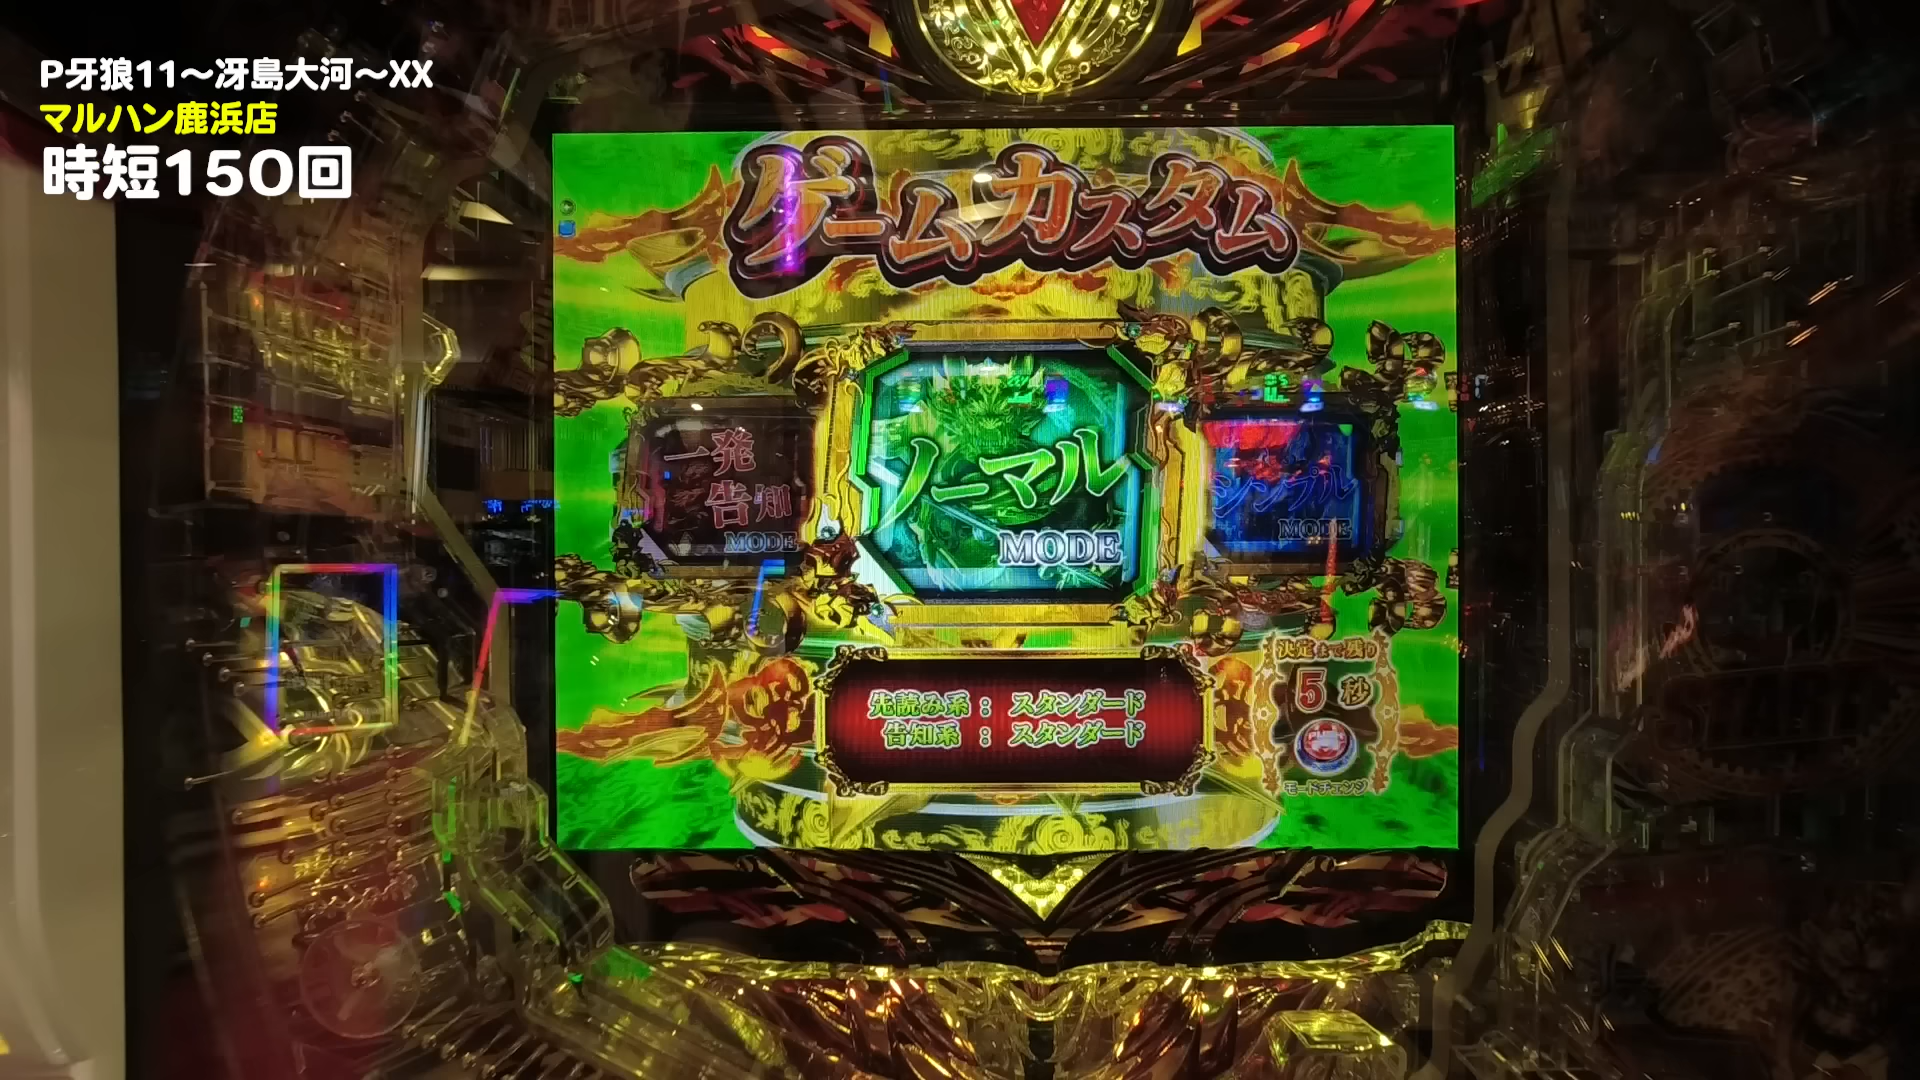 P牙狼11～冴島大河～XX
マルハン鹿浜店
時短150回
ゲームカスタム
一発
告知
MODE
ノーマル
MODE
シンプル
MODE
先読み系 : スタンダード
告知系 : スタンダード
決定まで残り
5秒
PUSH
モードチェンジ